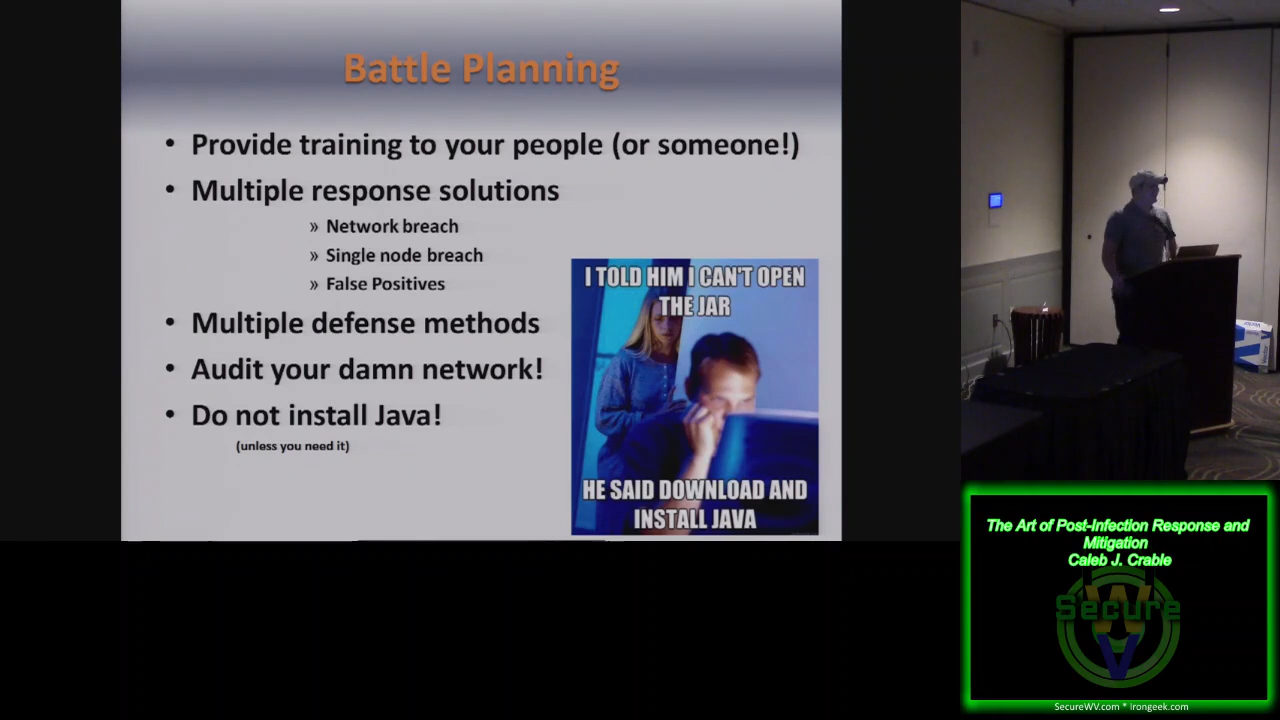 Battle Planning
• Provide training to your people (or someone!)
• Multiple response solutions
» Network breach
» Single node breach
» False Positives
• Multiple defense methods
• Audit your damn network!
• Do not install Java!
(unless you need it)
I TOLD HIM I CAN'T OPEN
THE JAR
HE SAID DOWNLOAD AND
INSTALL JAVA
The Art of Post-Infection Response and
Mitigation
Caleb J. Crable
Secure
WV
SecureWV.com * Irongeek.com